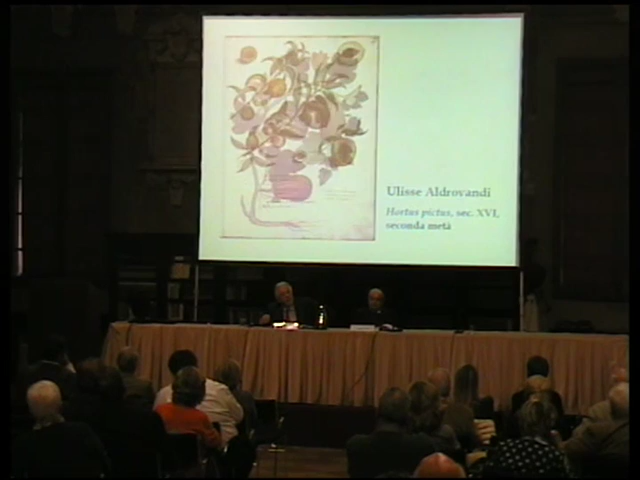 Ulisse Aldrovandi
Hortus pictus, sec. XVI,
seconda metà